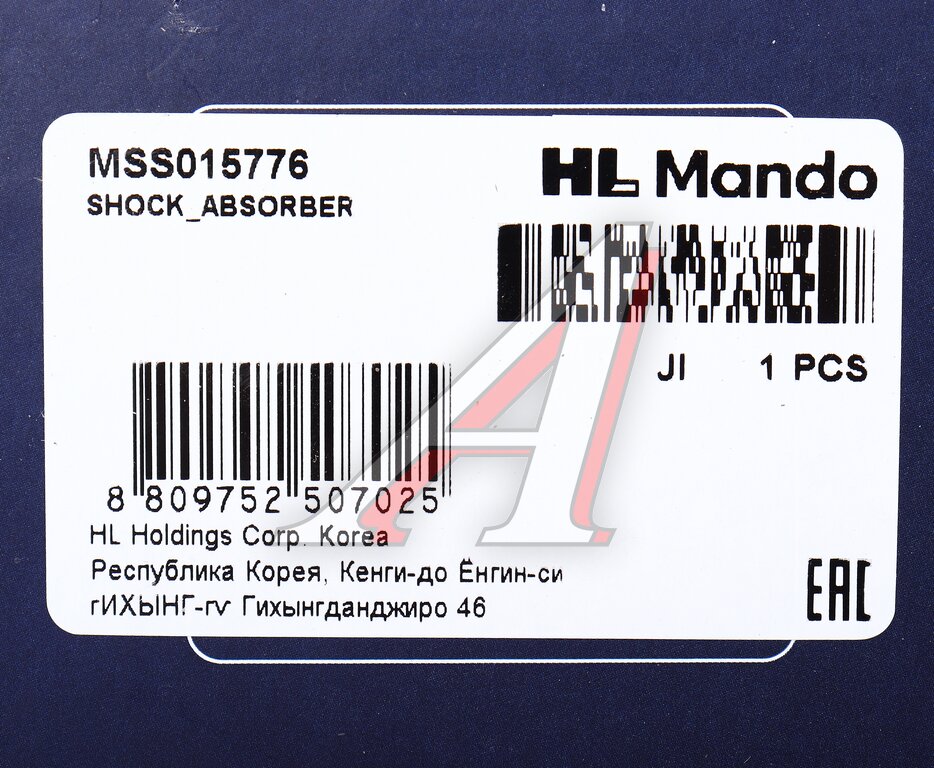 MSS015776
SHOCK_ABSORBER
HL Mando
JI 1 PCS
8 809752 507025
HL Holdings Corp. Korea
Республика Корея, Кенги-до Ёнгин-си
гИХЫНГ-гу Гихынгданджиро 46
EAC